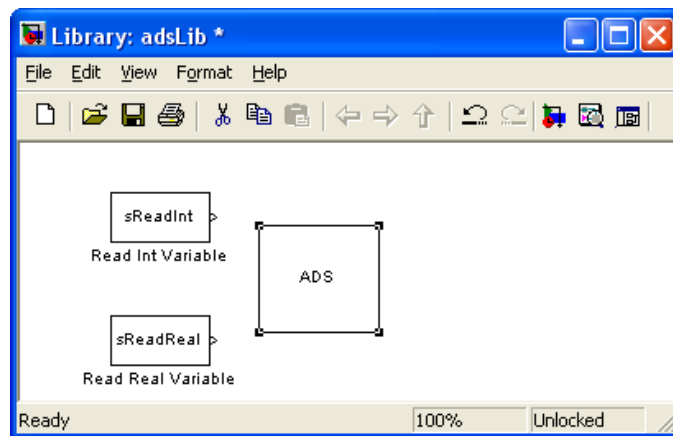 Library: adsLib *
File Edit View Format Help
sReadInt
Read Int Variable
ADS
sReadReal
Read Real Variable
Ready 100% Unlocked